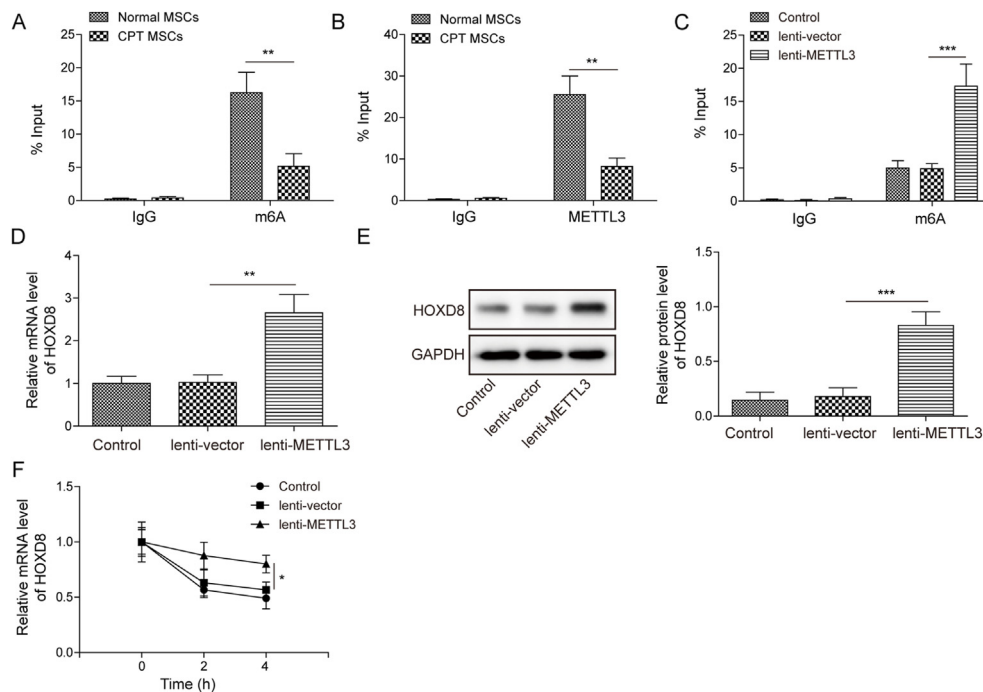 A
Normal MSCs
CPT MSCs
% Input
25
20
15
10
5
0
**
IgG
m6A
B
Normal MSCs
CPT MSCs
% Input
40
30
20
10
0
**
IgG
METTL3
C
Control
lenti-vector
lenti-METTL3
% Input
25
20
15
10
5
0
***
IgG
m6A
D
Relative mRNA level
of HOXD8
4
3
2
1
0
**
Control
lenti-vector
lenti-METTL3
E
HOXD8
GAPDH
Control
lenti-vector
lenti-METTL3
Relative protein level
of HOXD8
1.5
1.0
0.5
0.0
***
Control
lenti-vector
lenti-METTL3
F
Control
lenti-vector
lenti-METTL3
Relative mRNA level
of HOXD8
1.5
1.0
0.5
0.0
*
0
2
4
Time (h)